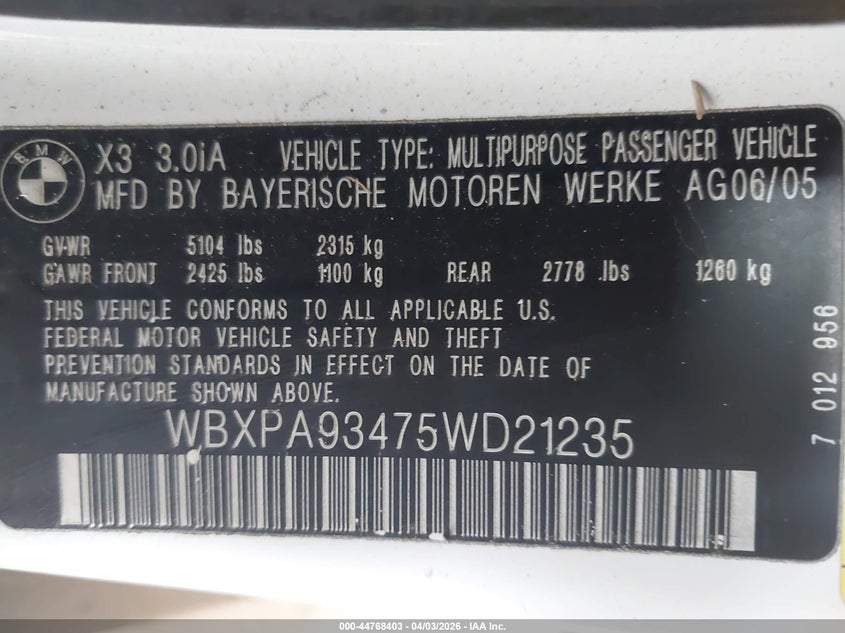 BMW
X3 3.0iA VEHICLE TYPE: MULTIPURPOSE PASSENGER VEHICLE
MFD BY BAYERISCHE MOTOREN WERKE AG06/05
GVWR 5104 lbs 2315 kg
GAWR FRONT 2425 lbs 1100 kg REAR 2778 lbs 1260 kg
THIS VEHICLE CONFORMS TO ALL APPLICABLE U.S.
FEDERAL MOTOR VEHICLE SAFETY AND THEFT
PREVENTION STANDARDS IN EFFECT ON THE DATE OF
MANUFACTURE SHOWN ABOVE.
WBXPA93475WD21235
7 012 956
000-44768403 - 04/03/2026 - IAA Inc.